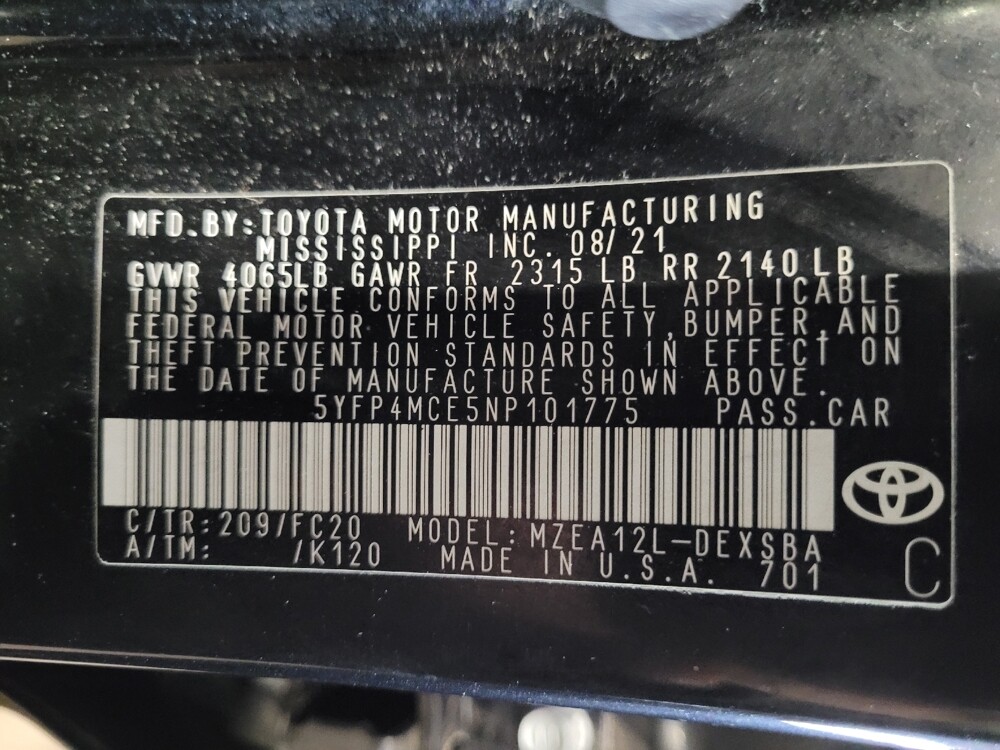 MFD.BY:TOYOTA MOTOR MANUFACTURING
MISSISSIPPI INC. 08/21
GVWR 4065LB GAWR FR 2315 LB RR 2140 LB
THIS VEHICLE CONFORMS TO ALL APPLICABLE
FEDERAL MOTOR VEHICLE SAFETY,BUMPER,AND
THEFT PREVENTION STANDARDS IN EFFECT ON
THE DATE OF MANUFACTURE SHOWN ABOVE.
5YFP4MCE5NP101775 PASS.CAR
C/TR:209/FC20 MODEL:MZEA12L-DEXSBA
A/TM: /K120 MADE IN U.S.A. 701
C